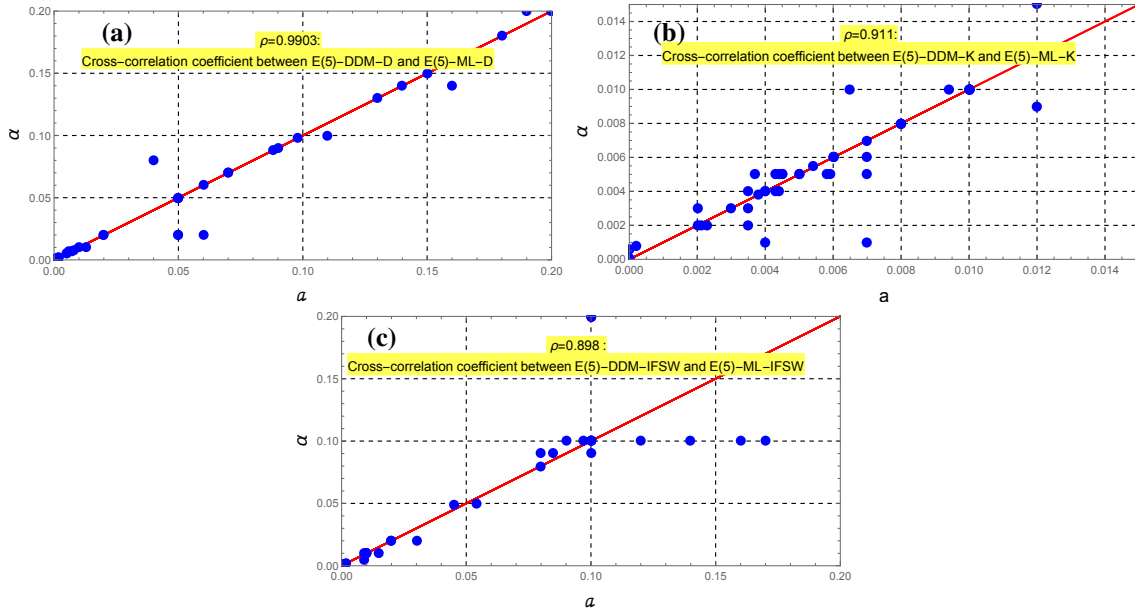 (a)
ρ=0.9903:
Cross-correlation coefficient between E(5)-DDM-D and E(5)-ML-D
0.20
0.15
0.10
0.05
0.00
α
0.00 0.05 0.10 0.15 0.20
a
(b)
ρ=0.911:
Cross-correlation coefficient between E(5)-DDM-K and E(5)-ML-K
0.014
0.012
0.010
0.008
0.006
0.004
0.002
0.000
α
0.000 0.002 0.004 0.006 0.008 0.010 0.012 0.014
a
(c)
ρ=0.898 :
Cross-correlation coefficient between E(5)-DDM-IFSW and E(5)-ML-IFSW
0.20
0.15
0.10
0.05
0.00
α
0.00 0.05 0.10 0.15 0.20
a